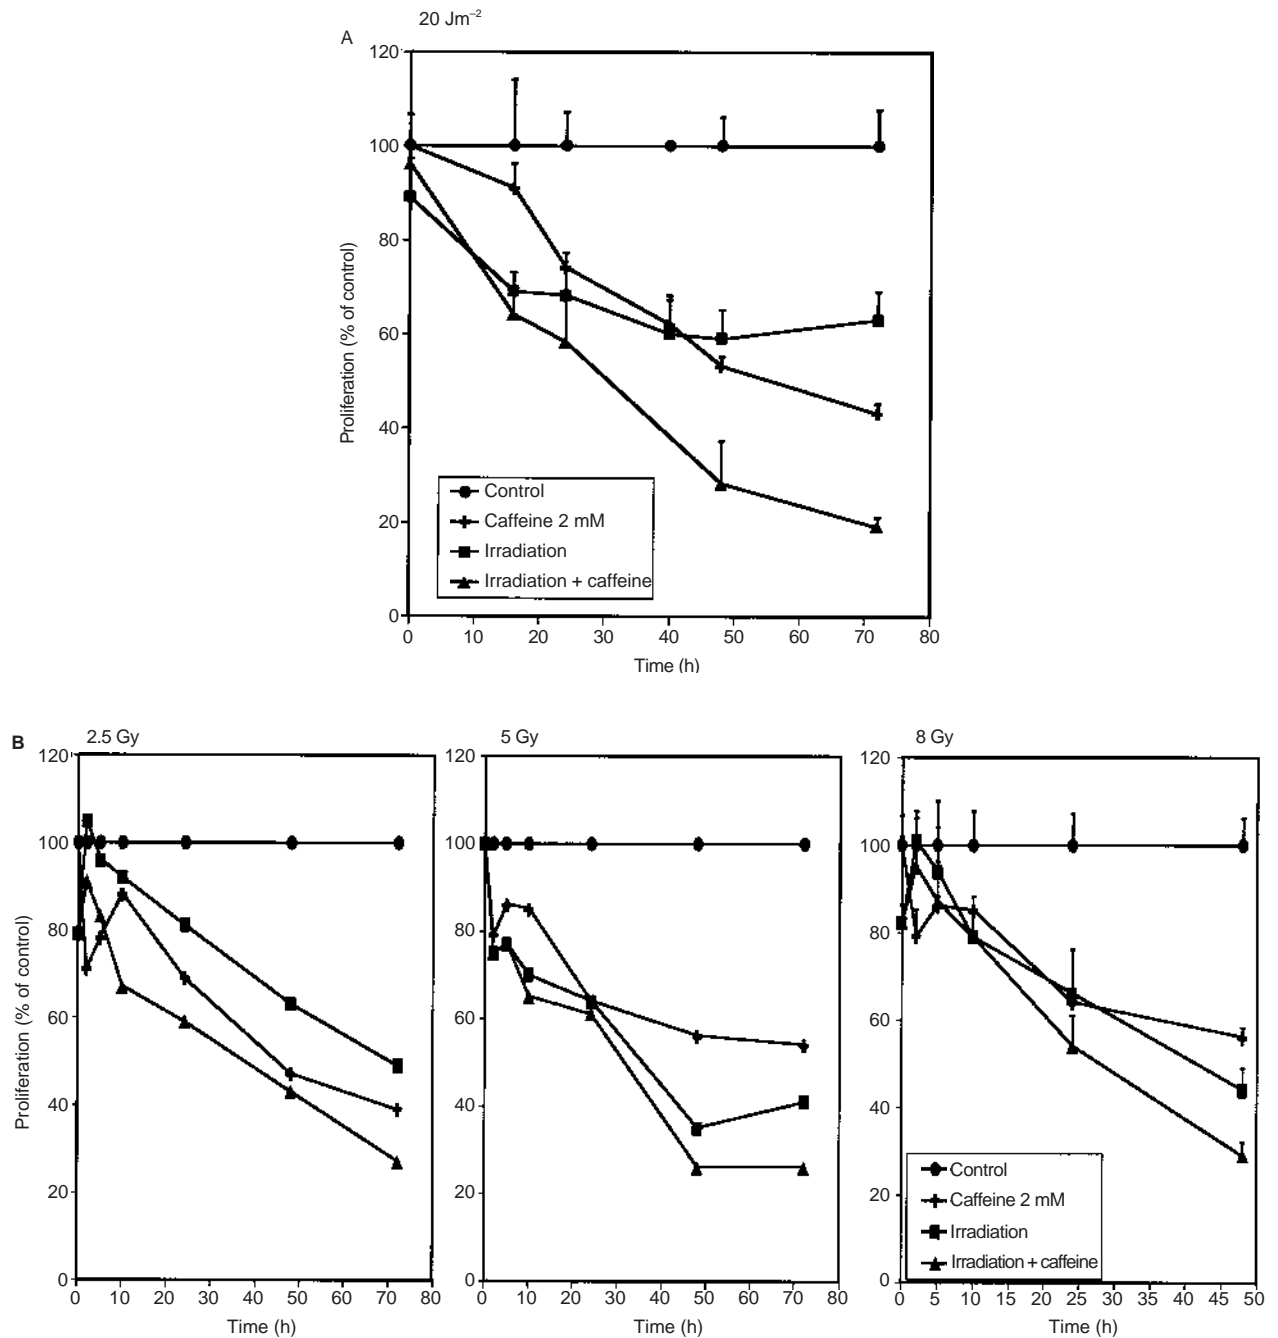 20 Jm⁻²
A
120
100
80
60
40
20
0
Proliferation (% of control)
Control
Caffeine 2 mM
Irradiation
Irradiation + caffeine
0 10 20 30 40 50 60 70 80
Time (h)
B
2.5 Gy
120
100
80
60
40
20
0
Proliferation (% of control)
0 10 20 30 40 50 60 70 80
Time (h)
5 Gy
120
100
80
60
40
20
0
0 10 20 30 40 50 60 70 80
Time (h)
8 Gy
120
100
80
60
40
20
0
Control
Caffeine 2 mM
Irradiation
Irradiation + caffeine
0 5 10 15 20 25 30 35 40 45 50
Time (h)